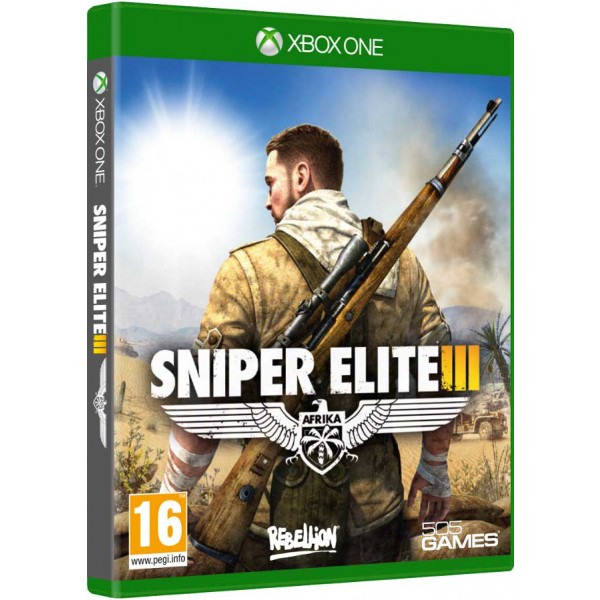 XBOX ONE
XBOX ONE
SNIPER ELITE III
SNIPER ELITE III
AFRIKA
16
www.pegi.info
REBELLION
505
GAMES